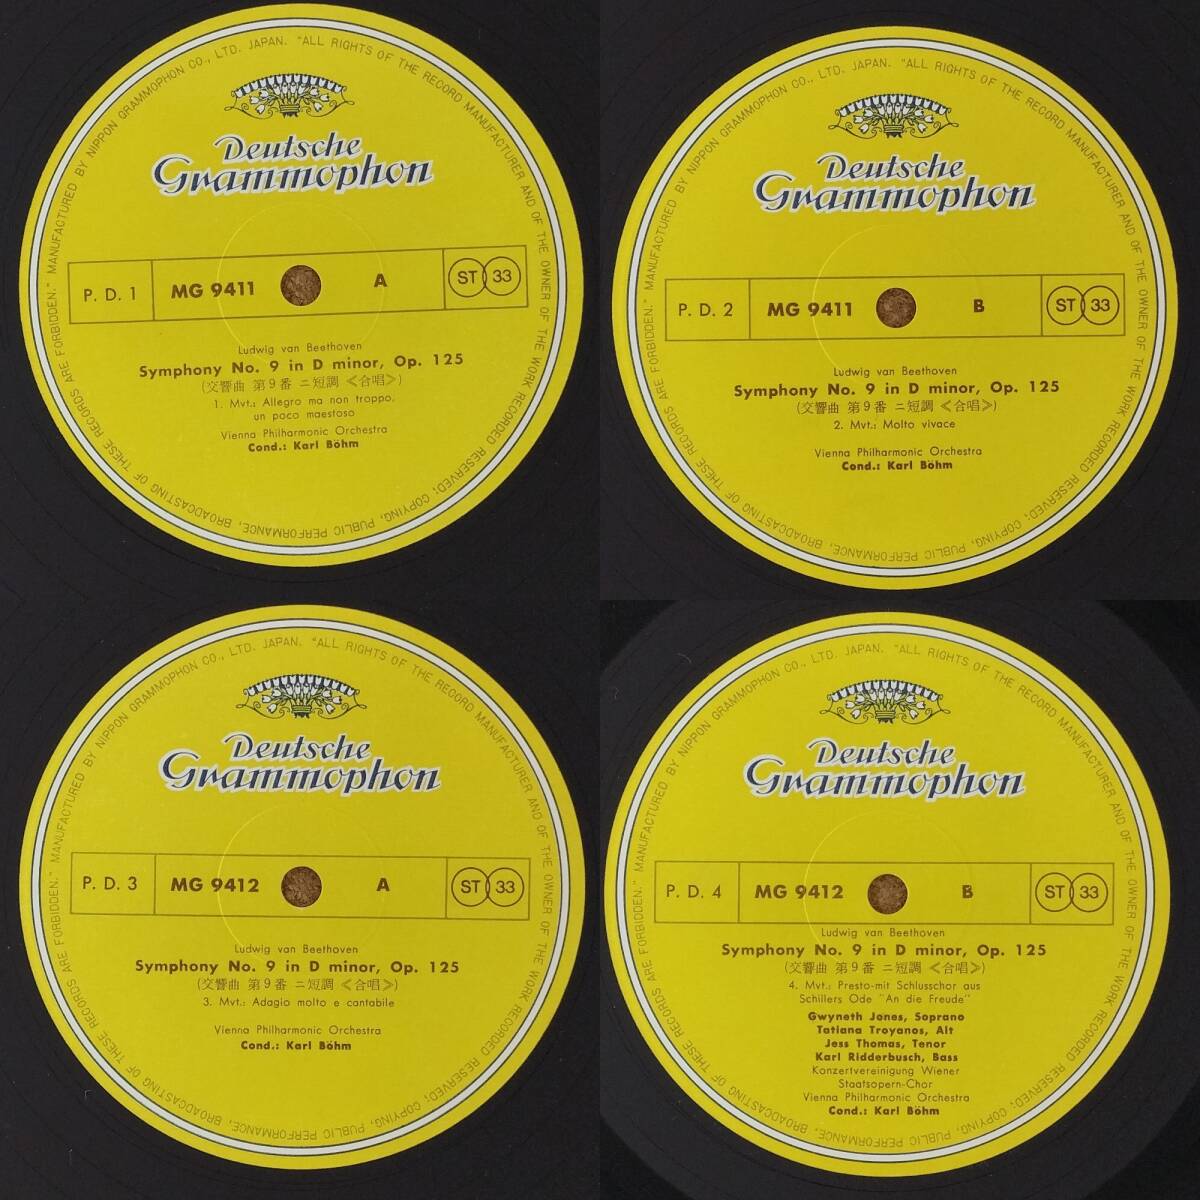 MANUFACTURED BY NIPPON GRAMMOPHON CO., LTD. JAPAN. "ALL RIGHTS OF THE RECORD MANUFACTURER AND OF THE OWNER OF THE WORK RECORDED RESERVED; COPYING, PUBLIC PERFORMANCE, BROADCASTING OF THESE RECORDS ARE FORBIDDEN."
Deutsche
Grammophon
P. D. 1 MG 9411 A ST 33
Ludwig van Beethoven
Symphony No. 9 in D minor, Op. 125
(交響曲 第9番 ニ短調 《合唱》)
1. Mvt.: Allegro ma non troppo,
un poco maestoso
Vienna Philharmonic Orchestra
Cond.: Karl Böhm
MANUFACTURED BY NIPPON GRAMMOPHON CO., LTD. JAPAN. "ALL RIGHTS OF THE RECORD MANUFACTURER AND OF THE OWNER OF THE WORK RECORDED RESERVED; COPYING, PUBLIC PERFORMANCE, BROADCASTING OF THESE RECORDS ARE FORBIDDEN."
Deutsche
Grammophon
P. D. 2 MG 9411 B ST 33
Ludwig van Beethoven
Symphony No. 9 in D minor, Op. 125
(交響曲 第9番 ニ短調 《合唱》)
2. Mvt.: Molto vivace
Vienna Philharmonic Orchestra
Cond.: Karl Böhm
MANUFACTURED BY NIPPON GRAMMOPHON CO., LTD. JAPAN. "ALL RIGHTS OF THE RECORD MANUFACTURER AND OF THE OWNER OF THE WORK RECORDED RESERVED; COPYING, PUBLIC PERFORMANCE, BROADCASTING OF THESE RECORDS ARE FORBIDDEN."
Deutsche
Grammophon
P. D. 3 MG 9412 A ST 33
Ludwig van Beethoven
Symphony No. 9 in D minor, Op. 125
(交響曲 第9番 ニ短調 《合唱》)
3. Mvt.: Adagio molto e cantabile
Vienna Philharmonic Orchestra
Cond.: Karl Böhm
MANUFACTURED BY NIPPON GRAMMOPHON CO., LTD. JAPAN. "ALL RIGHTS OF THE RECORD MANUFACTURER AND OF THE OWNER OF THE WORK RECORDED RESERVED; COPYING, PUBLIC PERFORMANCE, BROADCASTING OF THESE RECORDS ARE FORBIDDEN."
Deutsche
Grammophon
P. D. 4 MG 9412 B ST 33
Ludwig van Beethoven
Symphony No. 9 in D minor, Op. 125
(交響曲 第9番 ニ短調 《合唱》)
4. Mvt.: Presto-mit Schlusschor aus
Schillers Ode "An die Freude"
Gwyneth Jones, Soprano
Tatiana Troyanos, Alt
Jess Thomas, Tenor
Karl Ridderbusch, Bass
Konzertvereinigung Wiener
Staatsopern-Chor
Vienna Philharmonic Orchestra
Cond.: Karl Böhm